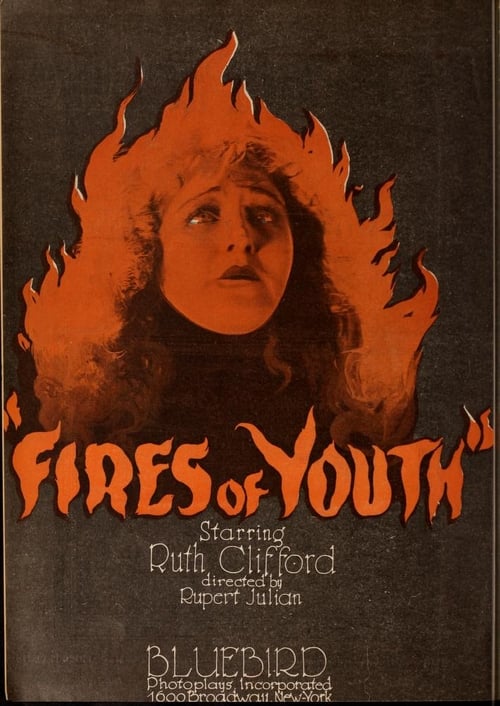 "FIRES OF YOUTH"
Starring
Ruth Clifford
directed by
Rupert Julian
BLUEBIRD
Photoplays Incorporated
1600 Broadway, New-York